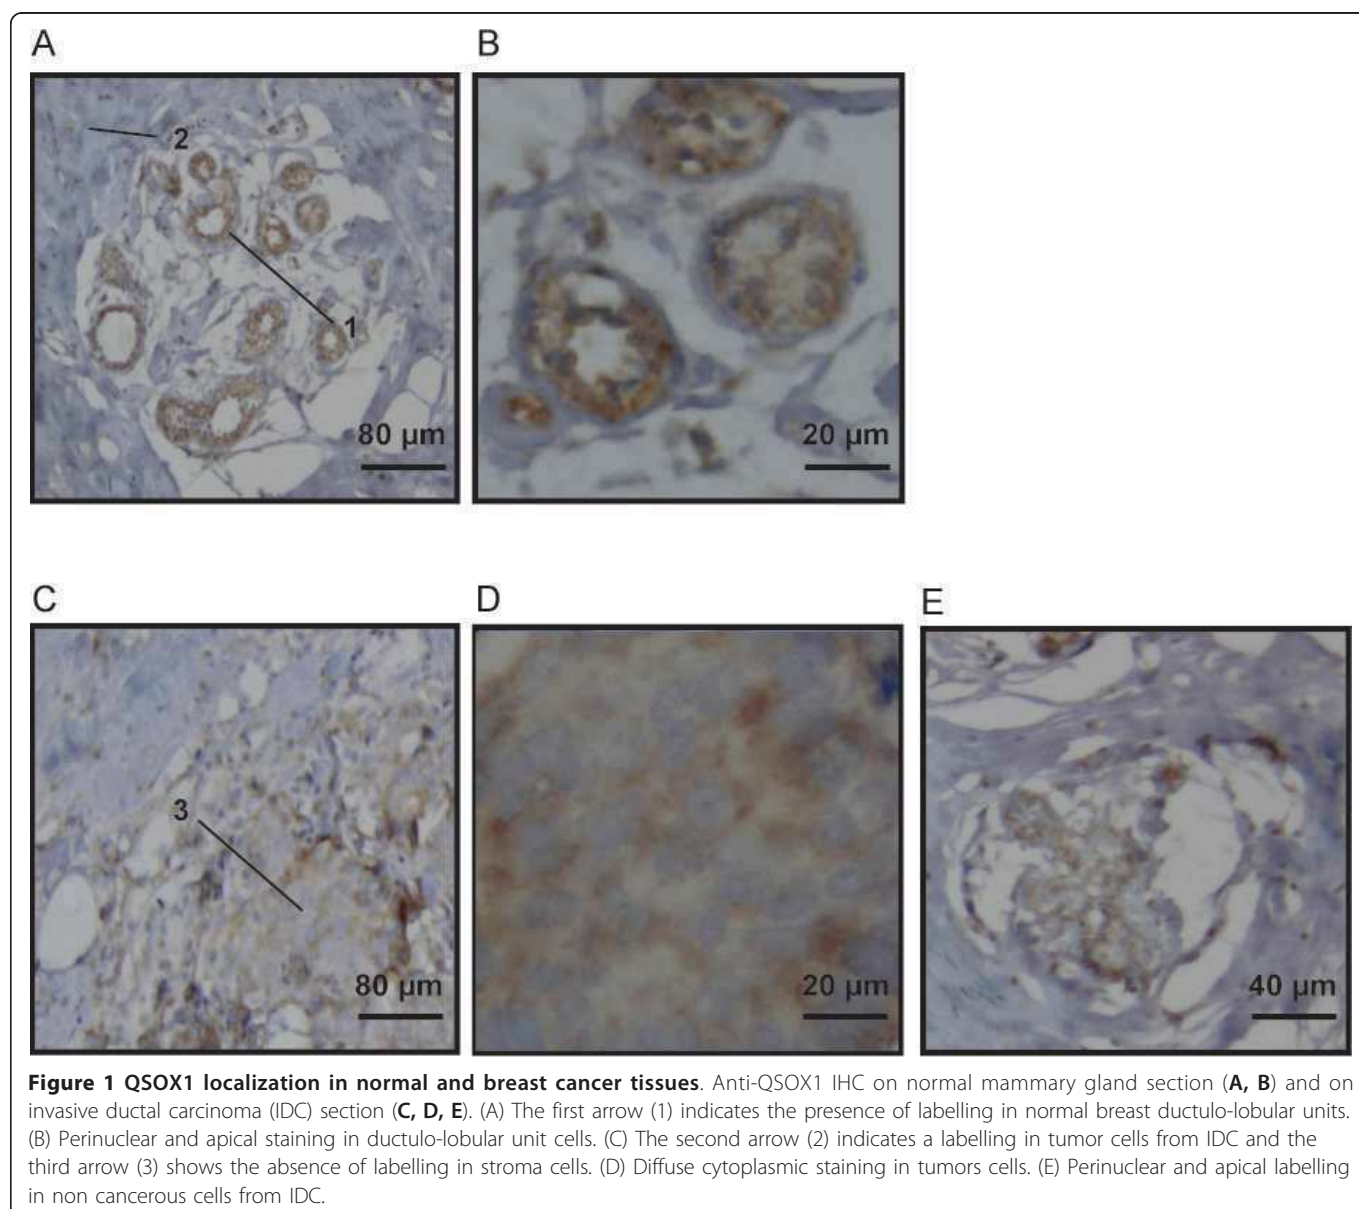 A
B
2
1
80 µm
20 µm
C
D
E
3
80 µm
20 µm
40 µm
Figure 1 QSOX1 localization in normal and breast cancer tissues. Anti-QSOX1 IHC on normal mammary gland section (A, B) and on
invasive ductal carcinoma (IDC) section (C, D, E). (A) The first arrow (1) indicates the presence of labelling in normal breast ductulo-lobular units.
(B) Perinuclear and apical staining in ductulo-lobular unit cells. (C) The second arrow (2) indicates a labelling in tumor cells from IDC and the
third arrow (3) shows the absence of labelling in stroma cells. (D) Diffuse cytoplasmic staining in tumors cells. (E) Perinuclear and apical labelling
in non cancerous cells from IDC.